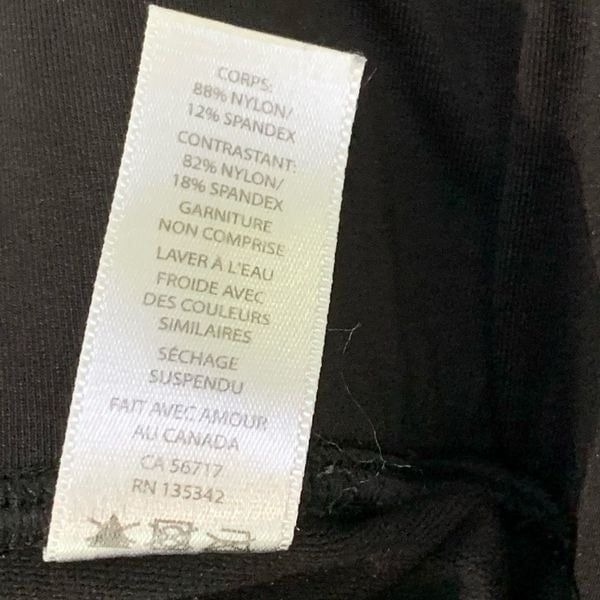 CORPS:
88% NYLON/
12% SPANDEX
CONTRASTANT:
82% NYLON/
18% SPANDEX
GARNITURE
NON COMPRISE
LAVER À L'EAU
FROIDE AVEC
DES COULEURS
SIMILAIRES
SÉCHAGE
SUSPENDU
FAIT AVEC AMOUR
AU CANADA
CA 56717
RN 135342